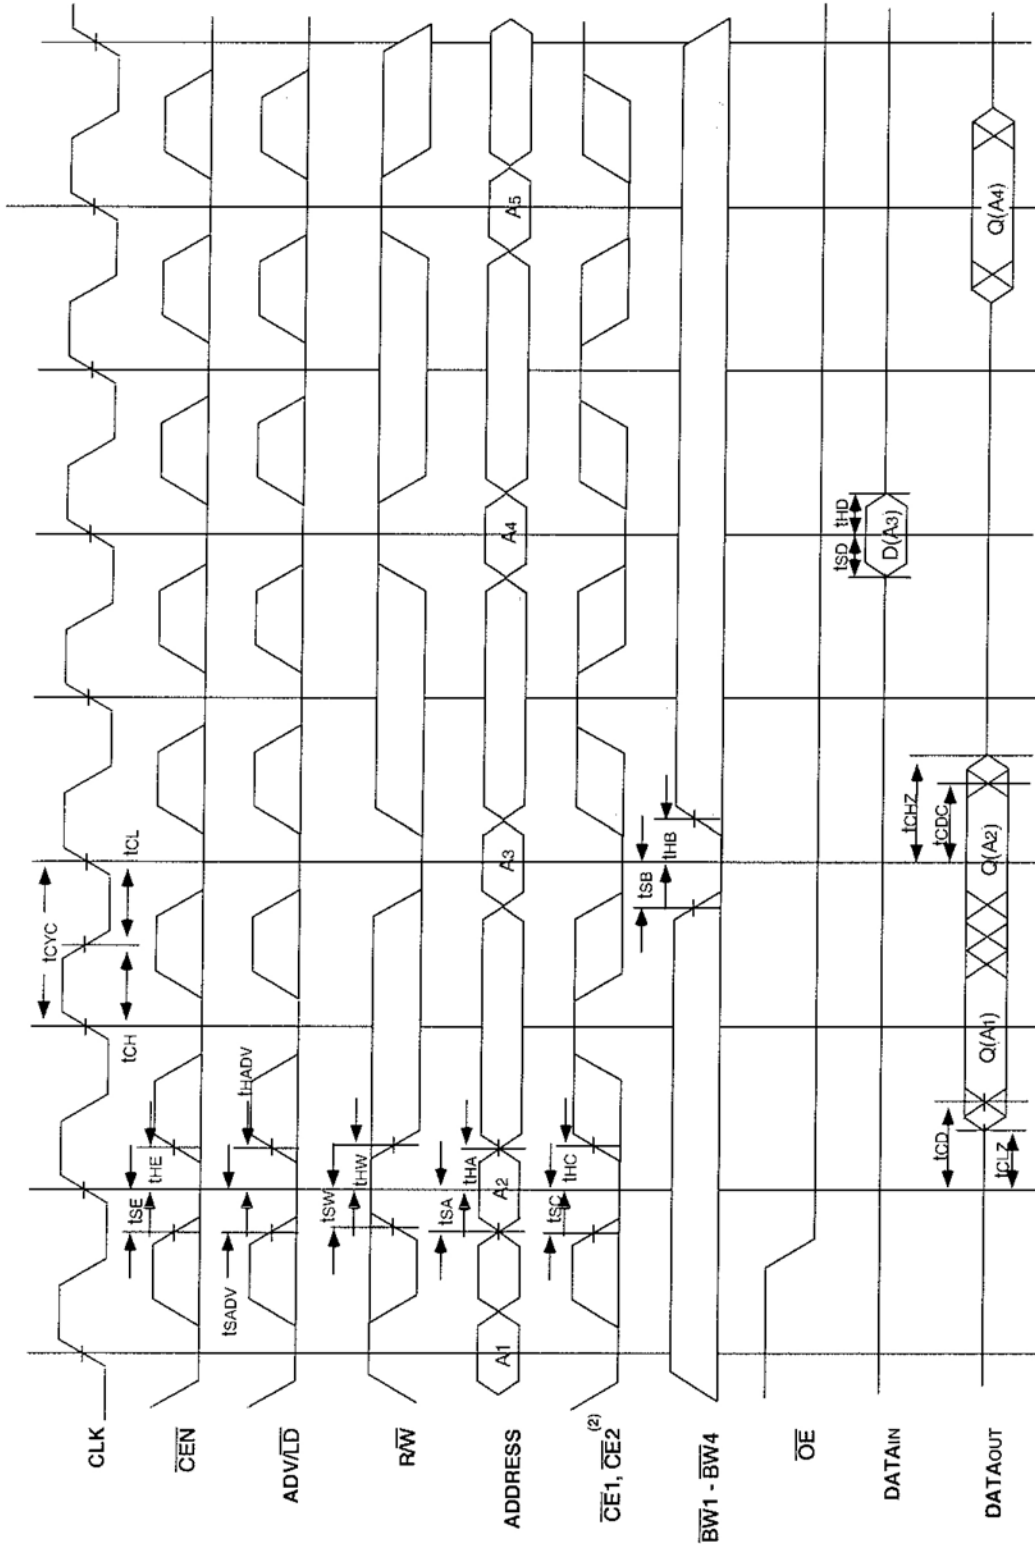 CLK
tCYC
tCH
tCL
CEN
tSE
tHE
ADV/LD
tSADV
tHADV
R/W
tSW
tHW
ADDRESS
A1
tSA
tHA
A2
A3
A4
A5
CE1, CE2 (2)
tSC
tHC
BW1 - BW4
tSB
tHB
OE
DATAIN
tSD
tHD
D(A3)
DATAOUT
tCD
tCLZ
Q(A1)
Q(A2)
tCHZ
tCDC
Q(A4)